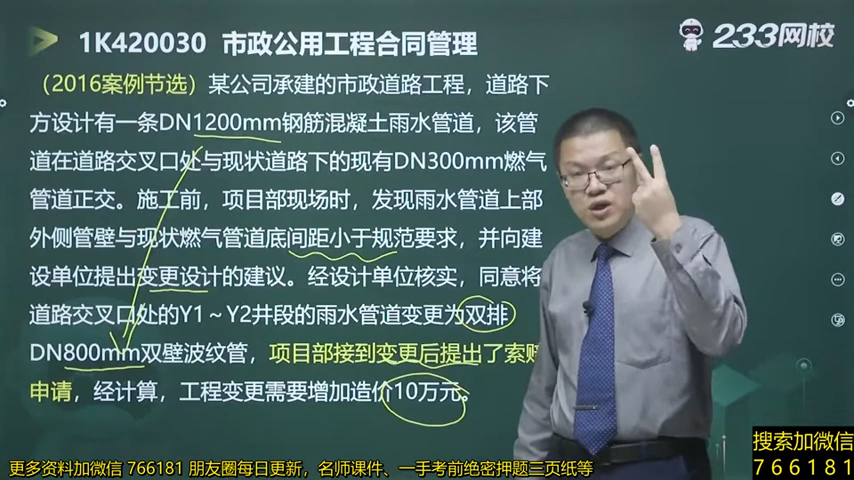 1K420030 市政公用工程合同管理
233网校
（2016案例节选）某公司承建的市政道路工程，道路下
方设计有一条DN1200mm钢筋混凝土雨水管道，该管
道在道路交叉口处与现状道路下的现有DN300mm燃气
管道正交。施工前，项目部现场时，发现雨水管道上部
外侧管壁与现状燃气管道底间距小于规范要求，并向建
设单位提出变更设计的建议。经设计单位核实，同意将
道路交叉口处的Y1～Y2井段的雨水管道变更为双排
DN800mm双壁波纹管，项目部接到变更后提出了索赔
申请，经计算，工程变更需要增加造价10万元。
搜索加微信
766181
更多资料加微信 766181 朋友圈每日更新，名师课件、一手考前绝密押题三页纸等